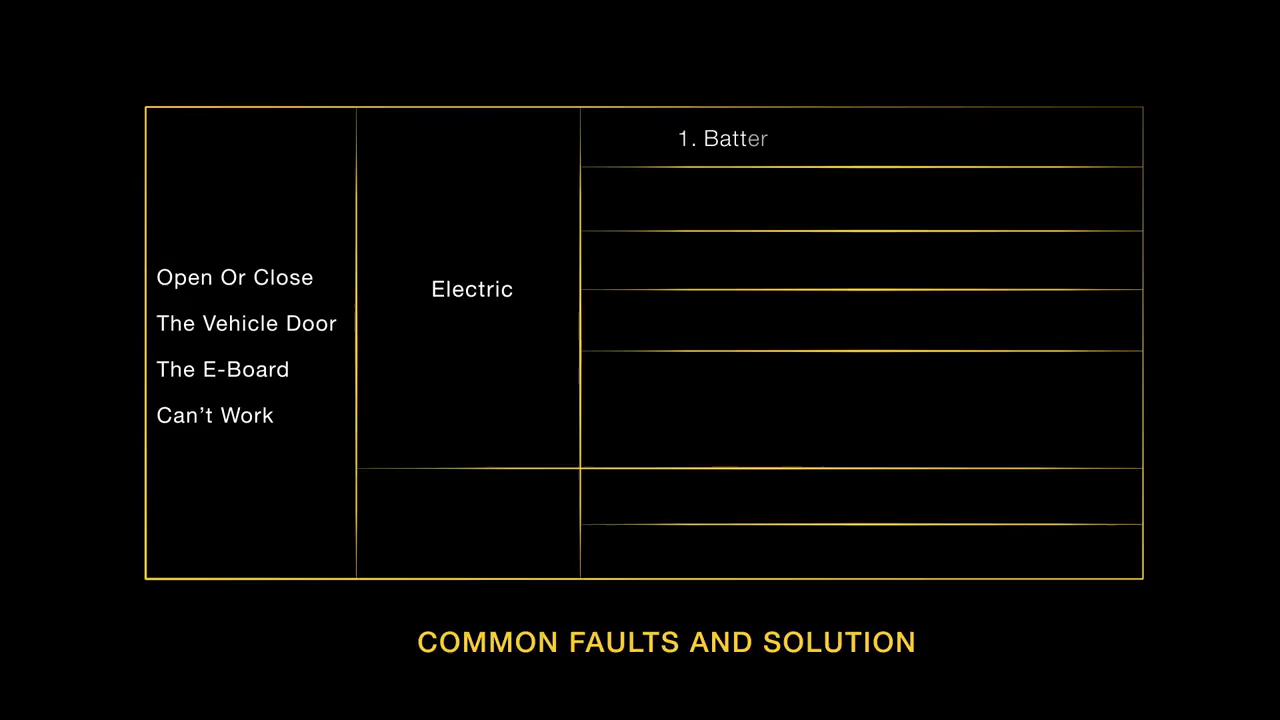 1. Batter
Open Or Close
The Vehicle Door
The E-Board
Can’t Work
Electric
COMMON FAULTS AND SOLUTION